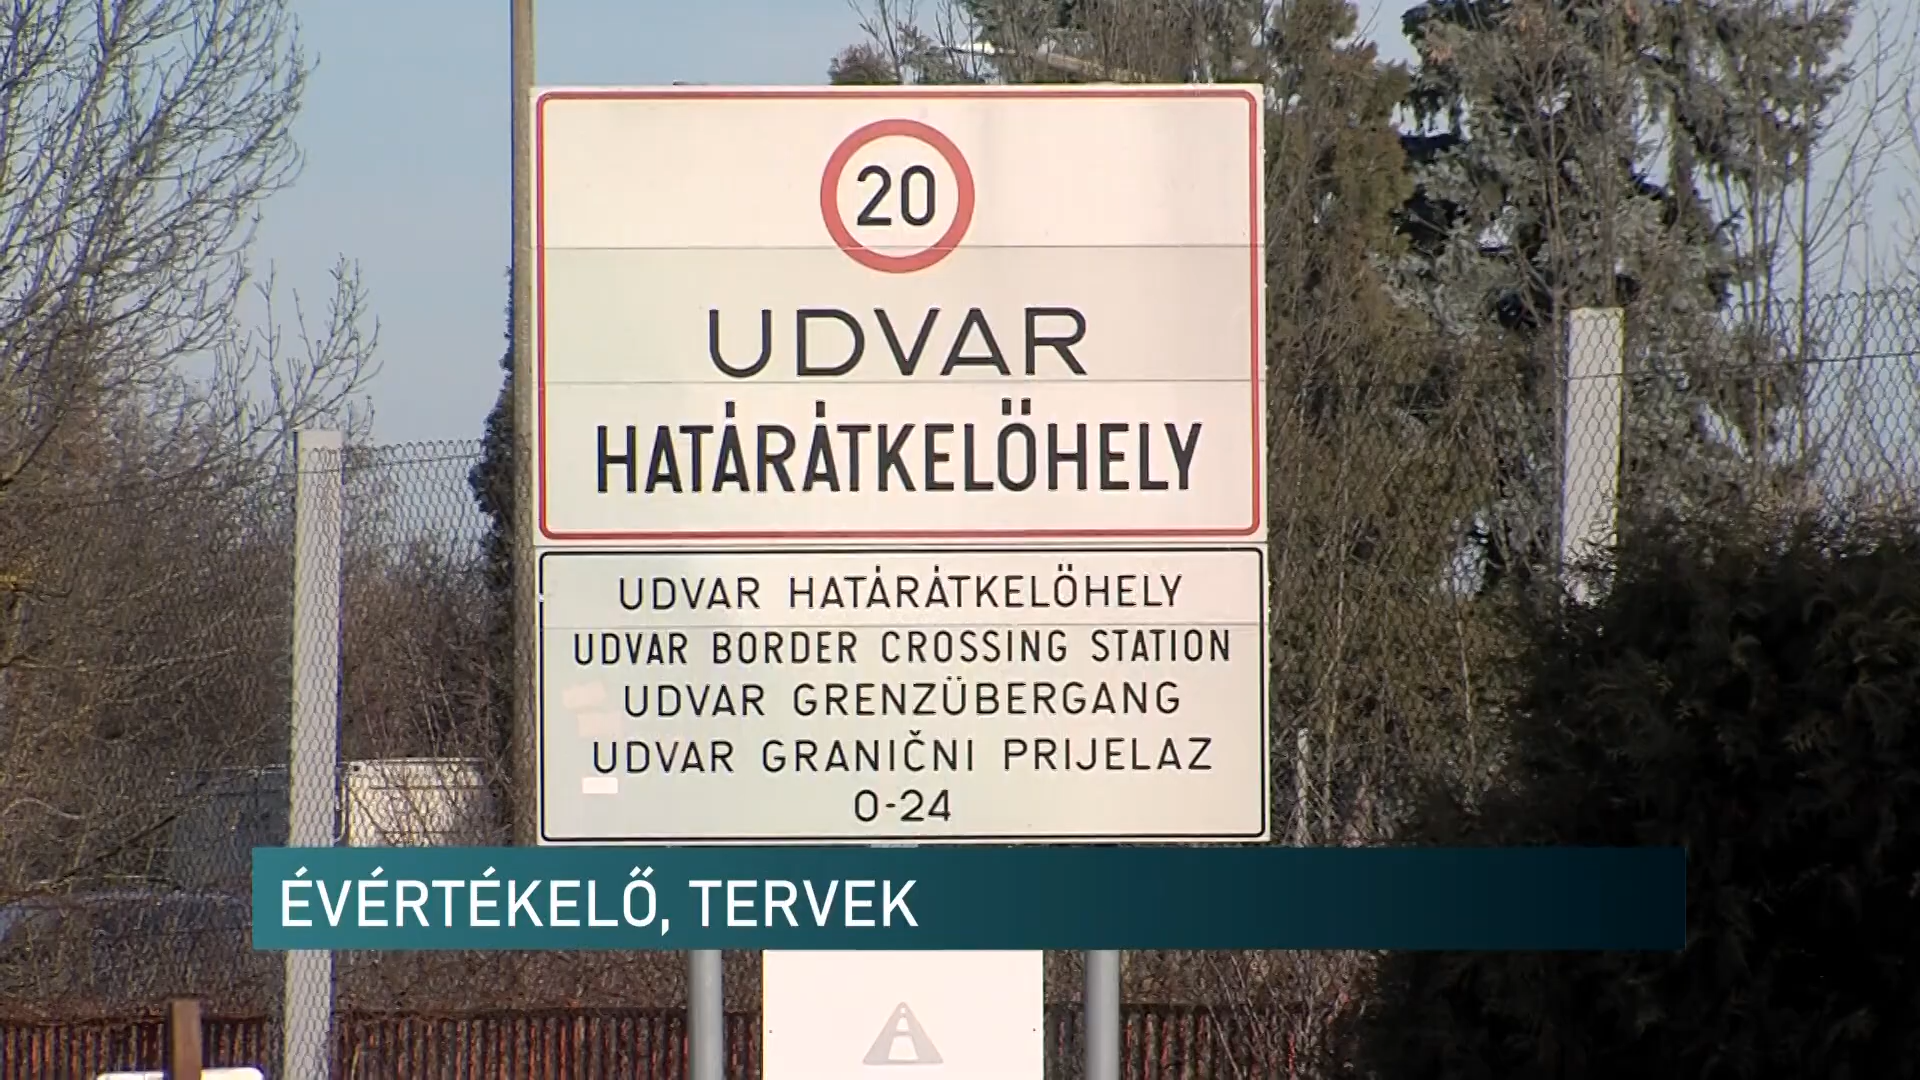 20
UDVAR
HATÁRÁTKELŐHELY
UDVAR HATÁRÁTKELŐHELY
UDVAR BORDER CROSSING STATION
UDVAR GRENZÜBERGANG
UDVAR GRANIČNI PRIJELAZ
0-24
ÉVÉRTÉKELŐ, TERVEK